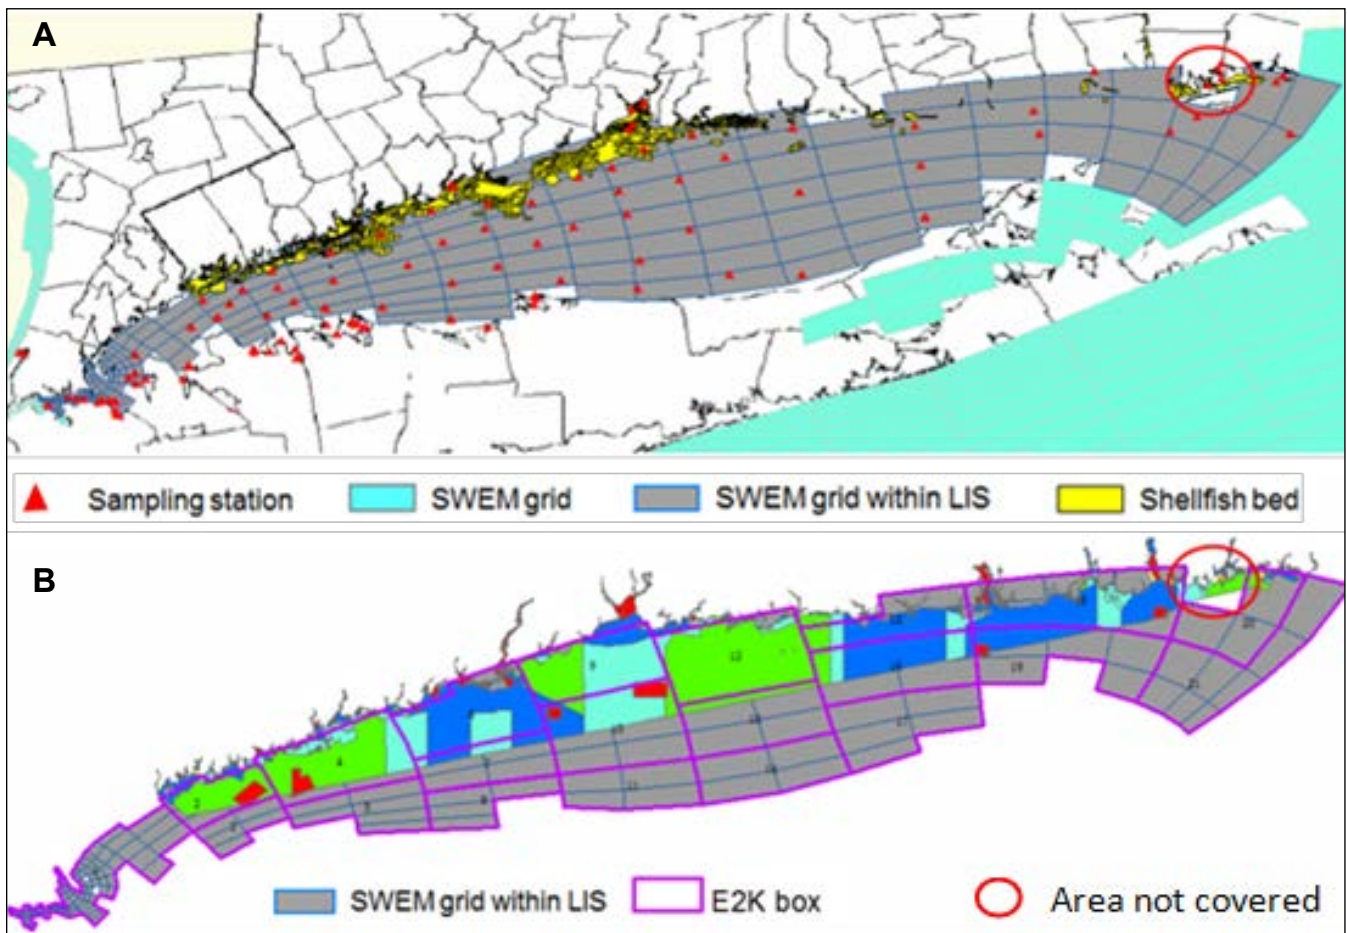 A
Sampling station SWEM grid SWEM grid within LIS Shellfish bed
B
SWEM grid within LIS E2K box Area not covered